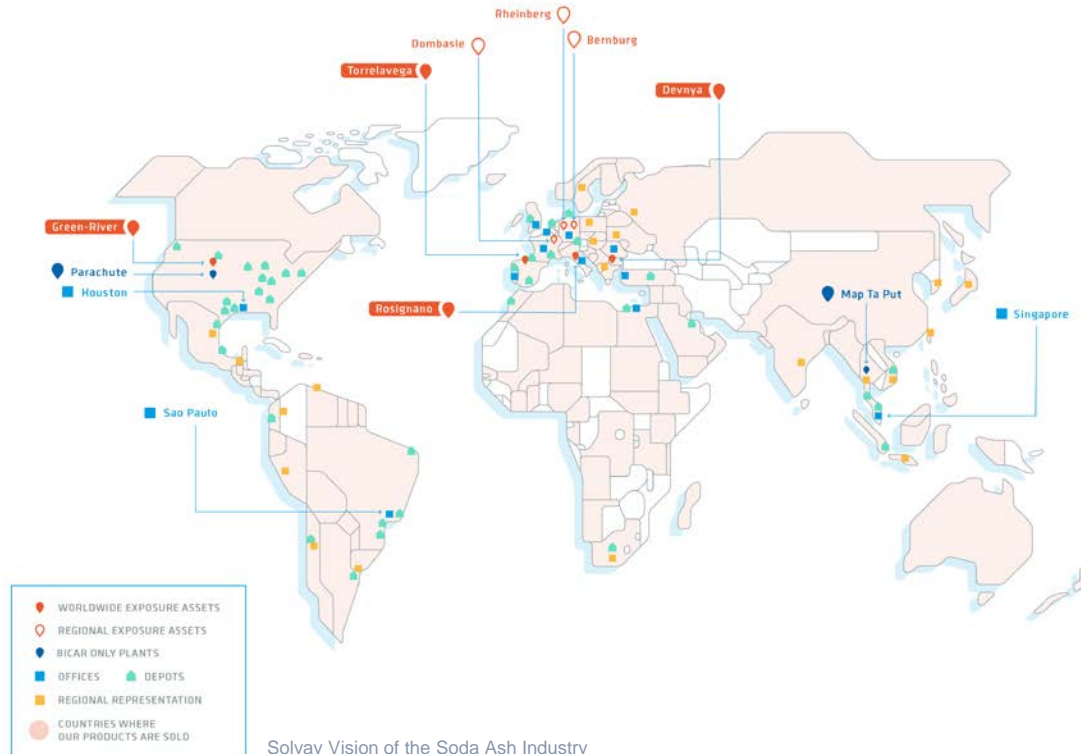 Rheinberg
Dombasle
Bernburg
Torrelavega
Devnya
Green-River
Parachute
Houston
Rosignano
Map Ta Put
Singapore
Sao Paulo
WORLDWIDE EXPOSURE ASSETS
REGIONAL EXPOSURE ASSETS
BICAR ONLY PLANTS
OFFICES DEPOTS
REGIONAL REPRESENTATION
COUNTRIES WHERE
OUR PRODUCTS ARE SOLD
Solvay Vision of the Soda Ash Industry